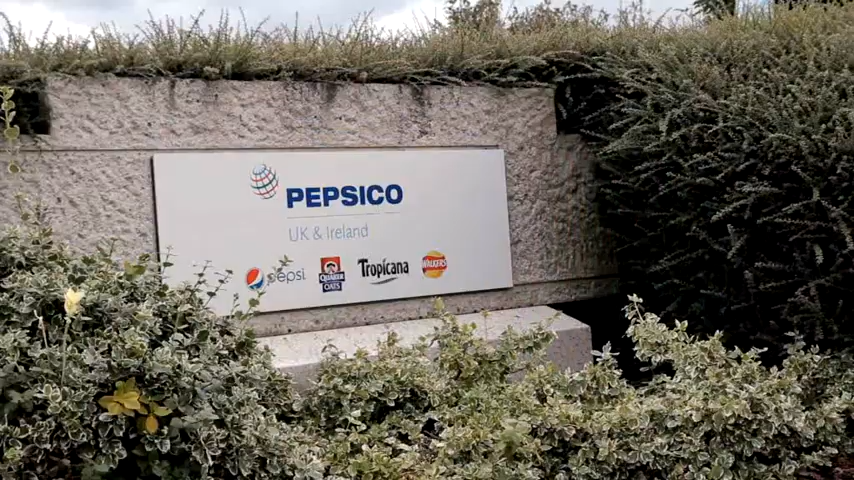 PEPSICO
UK & Ireland
pepsi
QUAKER
OATS
Tropicana
WALKERS